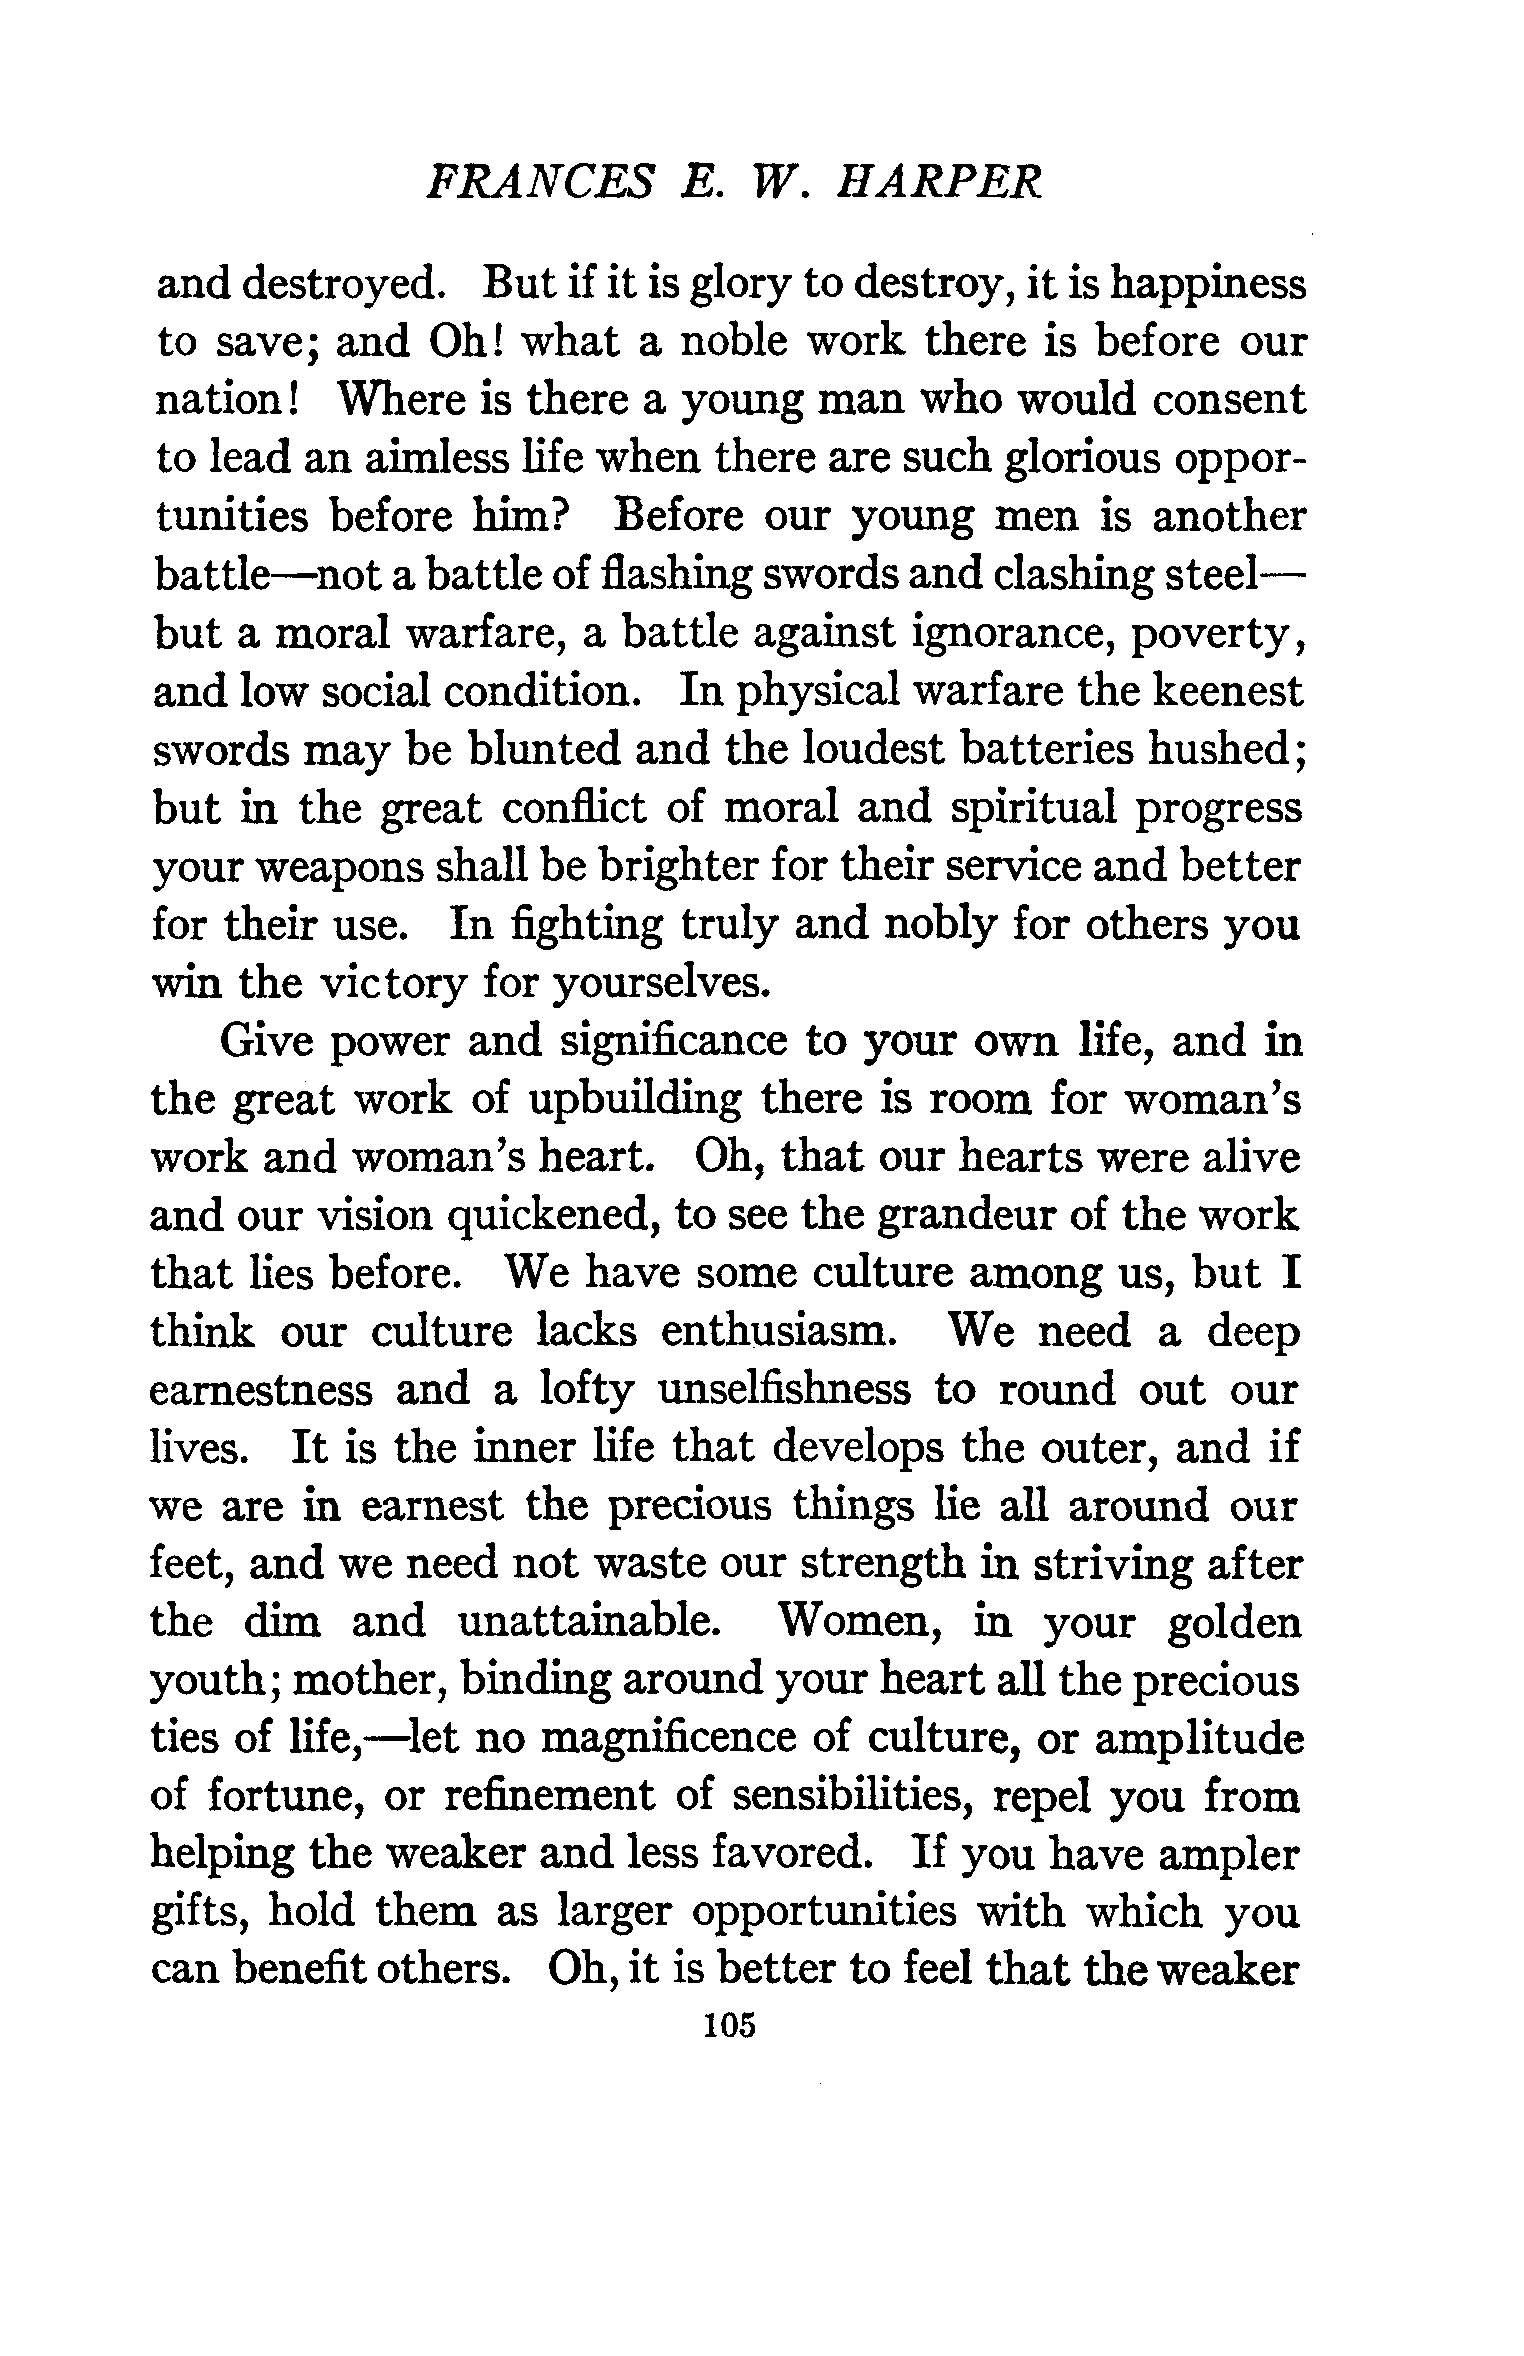 FRANCES E. W. HARPER
and destroyed. But if it is glory to destroy, it is happiness
to save; and Oh! what a noble work there is before our
nation! Where is there a young man who would consent
to lead an aimless life when there are such glorious oppor-
tunities before him? Before our young men is another
battle—not a battle of flashing swords and clashing steel—
but a moral warfare, a battle against ignorance, poverty,
and low social condition. In physical warfare the keenest
swords may be blunted and the loudest batteries hushed;
but in the great conflict of moral and spiritual progress
your weapons shall be brighter for their service and better
for their use. In fighting truly and nobly for others you
win the victory for yourselves.
Give power and significance to your own life, and in
the great work of upbuilding there is room for woman's
work and woman's heart. Oh, that our hearts were alive
and our vision quickened, to see the grandeur of the work
that lies before. We have some culture among us, but I
think our culture lacks enthusiasm. We need a deep
earnestness and a lofty unselfishness to round out our
lives. It is the inner life that develops the outer, and if
we are in earnest the precious things lie all around our
feet, and we need not waste our strength in striving after
the dim and unattainable. Women, in your golden
youth; mother, binding around your heart all the precious
ties of life,—let no magnificence of culture, or amplitude
of fortune, or refinement of sensibilities, repel you from
helping the weaker and less favored. If you have ampler
gifts, hold them as larger opportunities with which you
can benefit others. Oh, it is better to feel that the weaker
105